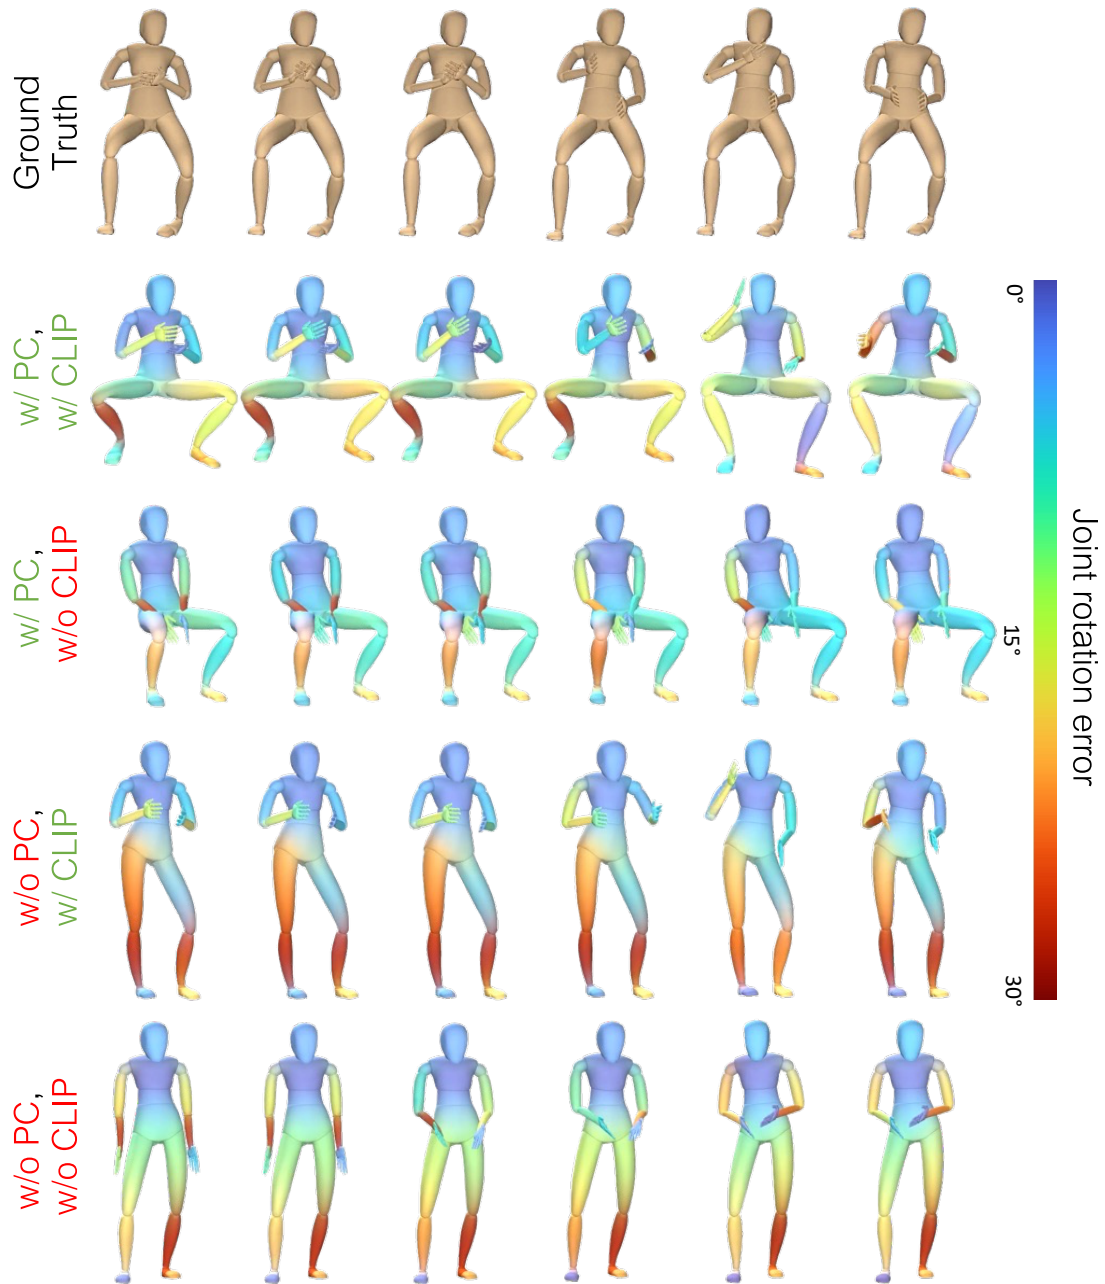 Ground
Truth
w/ PC,
w/ CLIP
w/ PC,
w/o CLIP
w/o PC,
w/ CLIP
w/o PC,
w/o CLIP
0°
15°
30°
Joint rotation error